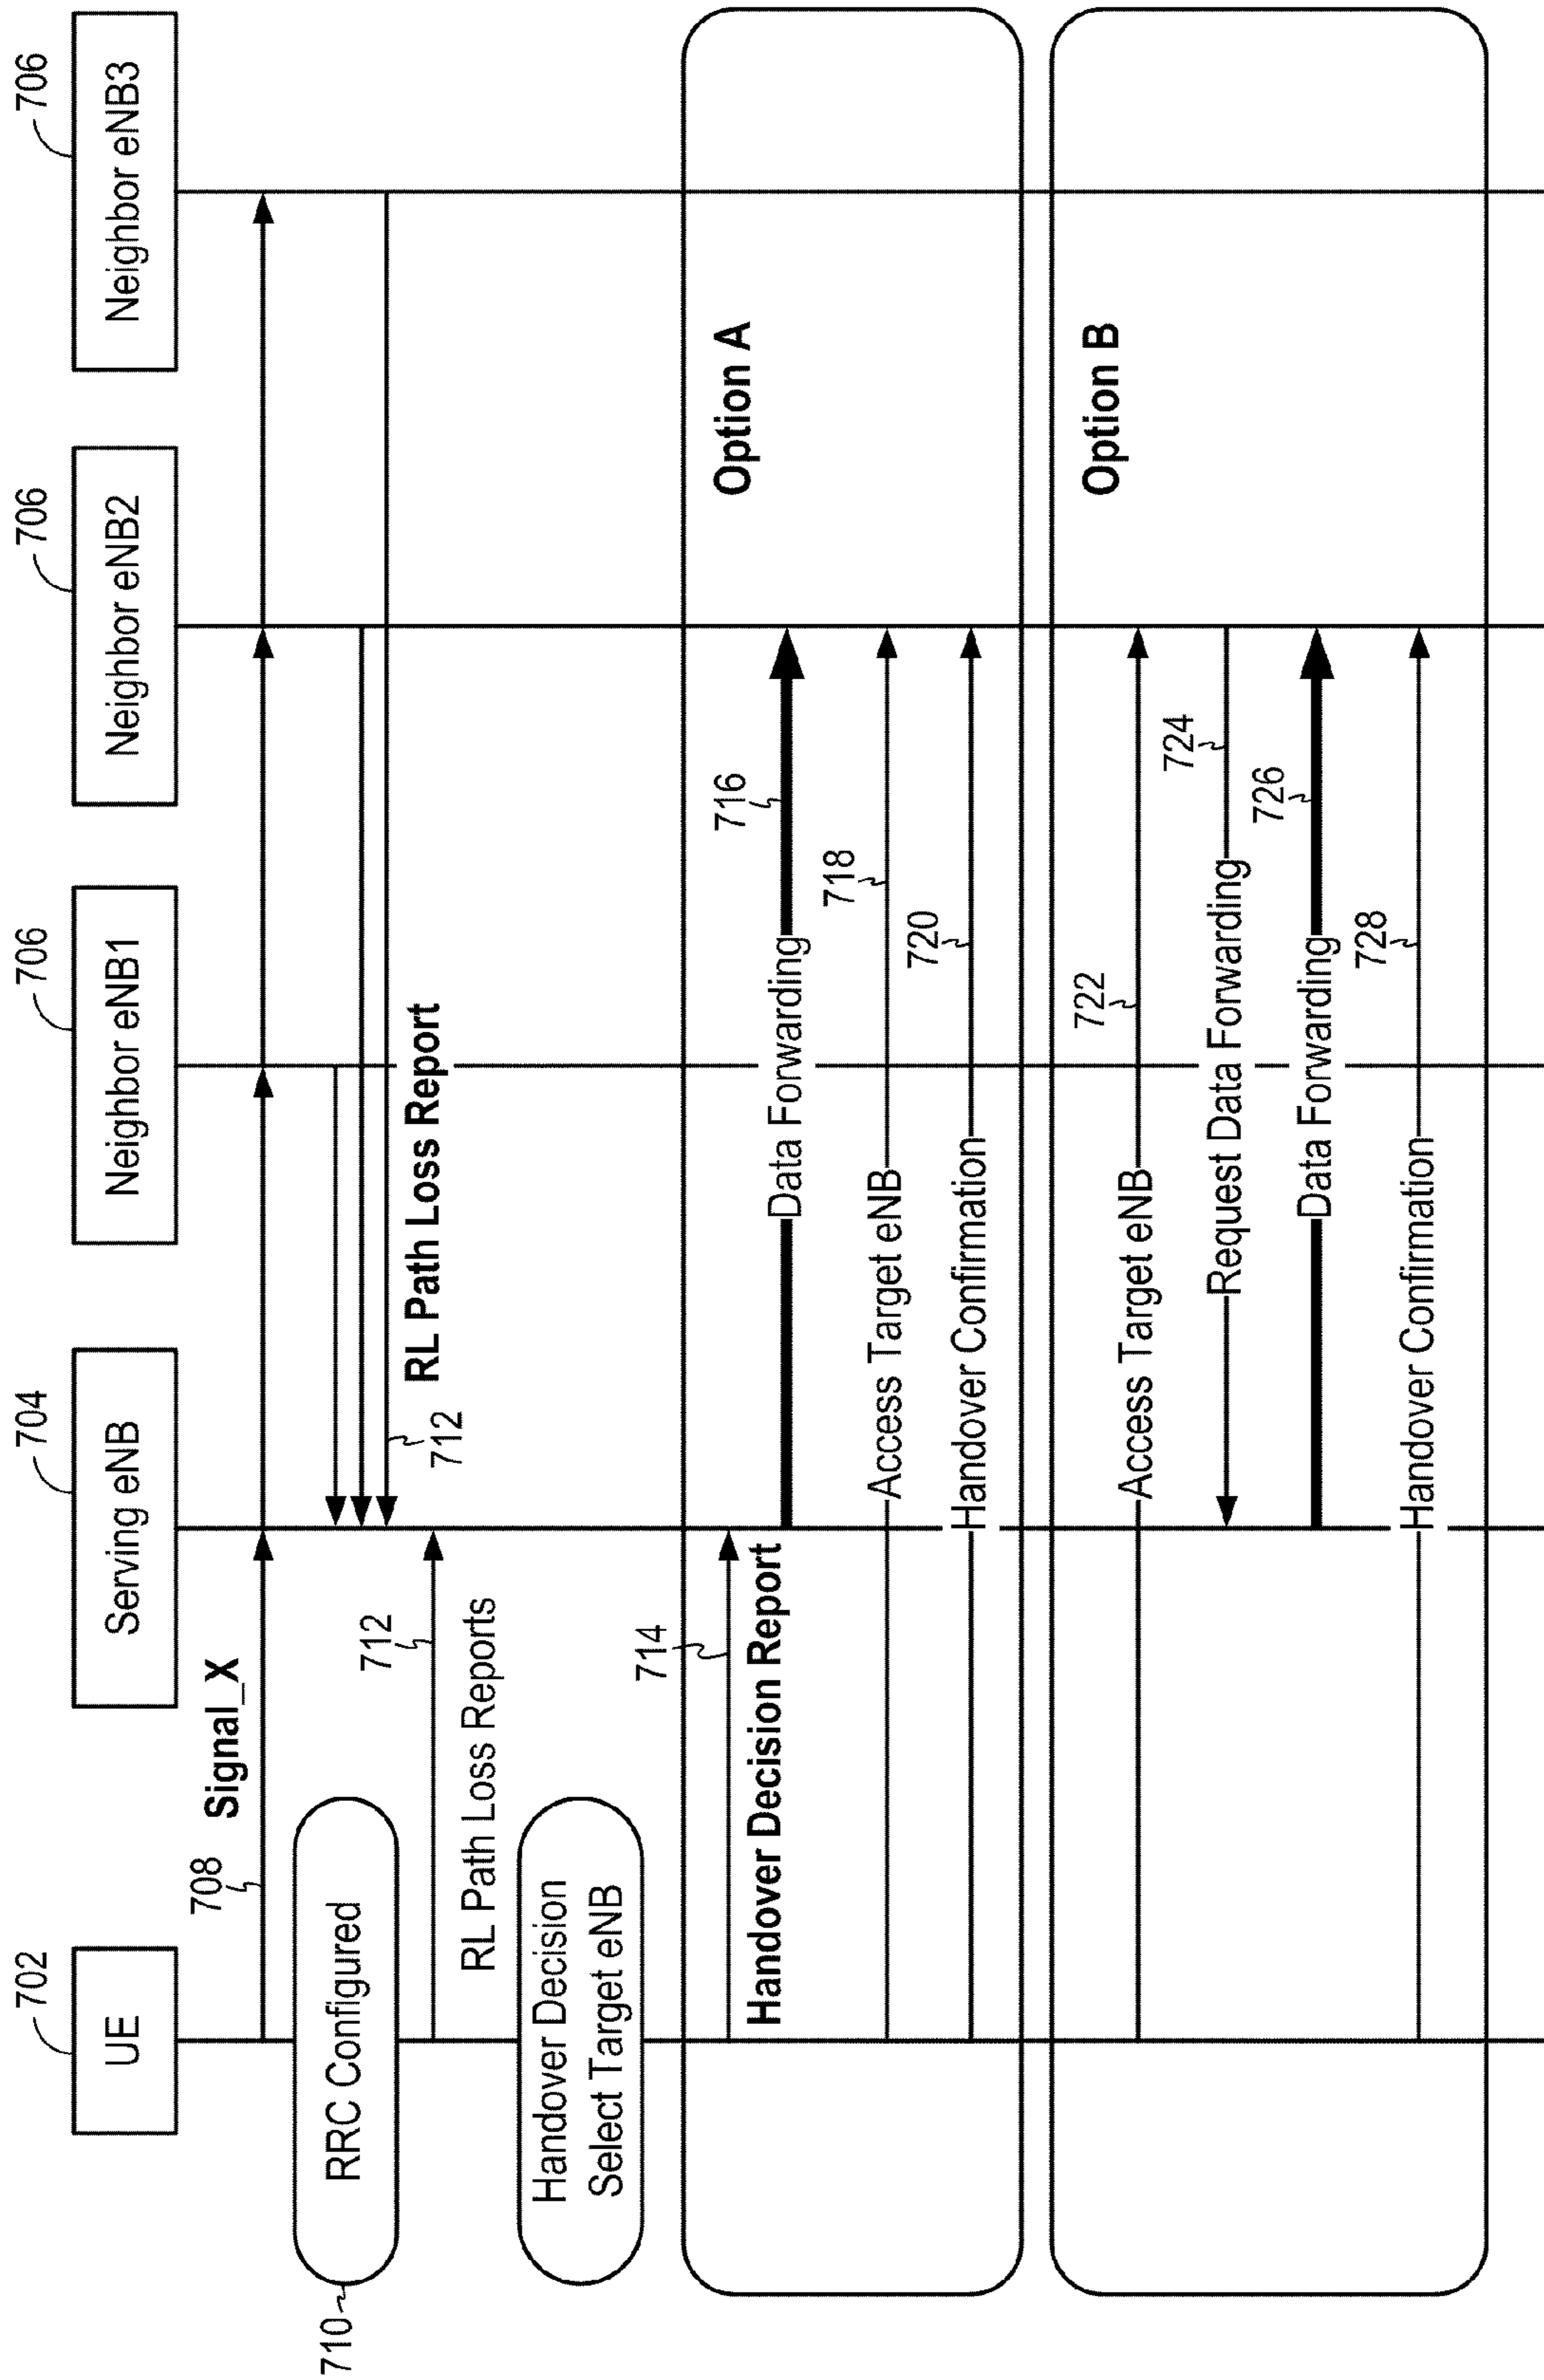 702
704
706
706
706
UE
Serving eNB
Neighbor eNB1
Neighbor eNB2
Neighbor eNB3
708
Signal_X
710
RRC Configured
712
RL Path Loss Reports
712
RL Path Loss Report
Handover Decision
Select Target eNB
714
Handover Decision Report
Option A
716
Data Forwarding
718
Access Target eNB
720
Handover Confirmation
Option B
722
Access Target eNB
724
Request Data Forwarding
726
Data Forwarding
728
Handover Confirmation